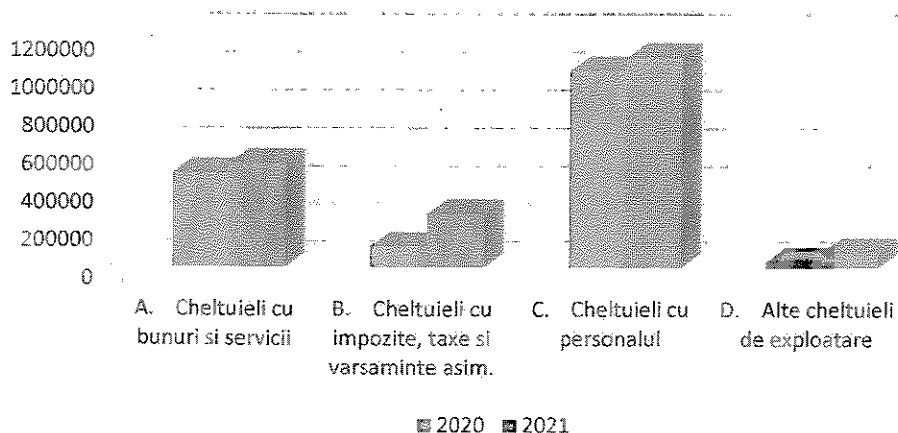 1200000
1000000
800000
600000
400000
200000
0
A. Cheltuieli cu
bunuri si servicii
B. Cheltuieli cu
impozite, taxe si
varsaminte asim.
C. Cheltuieli cu
personalul
D. Alte cheltuieli
de exploatare
2020 2021